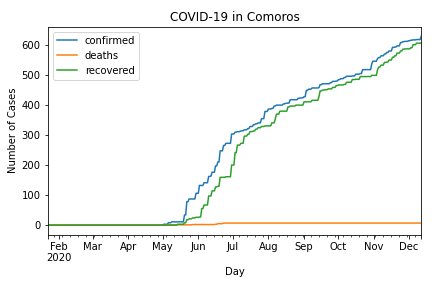 COVID-19 in Comoros
confirmed
deaths
recovered
Number of Cases
600
500
400
300
200
100
0
Feb Mar Apr May Jun Jul Aug Sep Oct Nov Dec
2020
Day